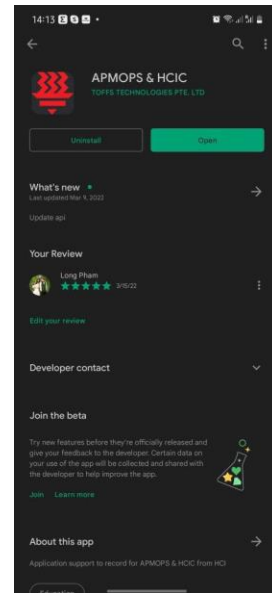 14:13
APMOPS & HCIC
TOFFS TECHNOLOGIES PTE. LTD
Uninstall
Open
What's new
Last updated Mar 9, 2022
Update api
Your Review
Long Pham
3/15/22
Edit your review
Developer contact
Join the beta
Try new features before they're officially released and
give your feedback to the developer. Certain data on
your use of the app will be collected and shared with
the developer to help improve the app.
Join Learn more
About this app
Application support to record for APMOPS & HCIC from HCI
Education